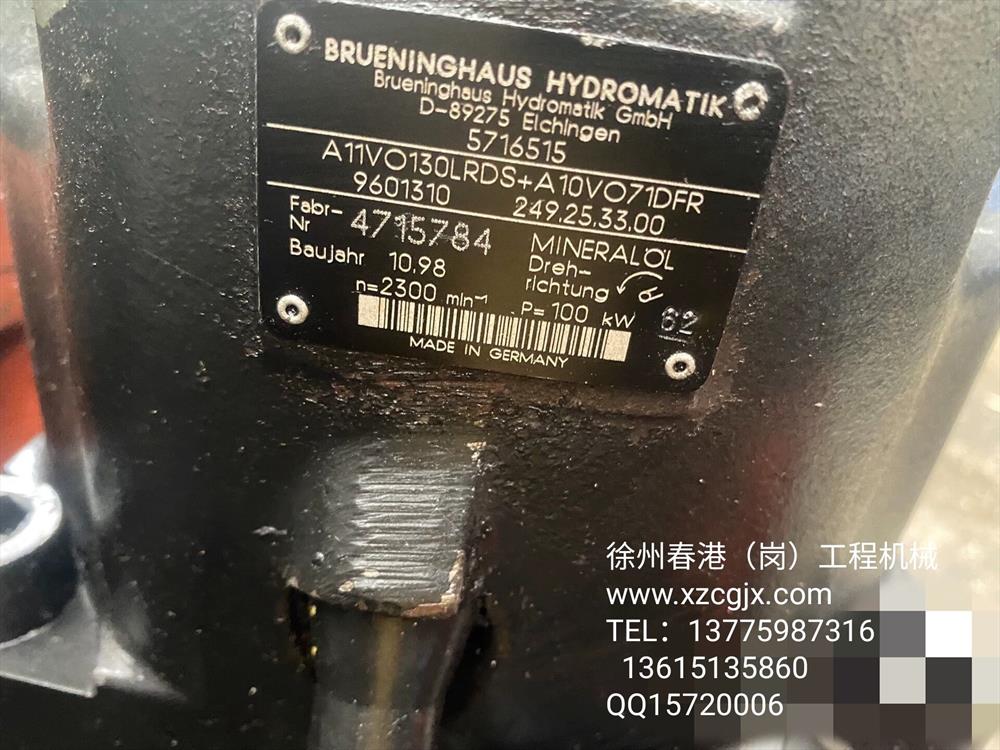 BRUENINGHAUS HYDROMATIK
Brueninghaus Hydromatik GmbH
D-89275 Elchingen
5716515
A11VO130LRDS+A10VO71DFR
9601310 249.25.33.00
Fabr-Nr 4715784 MINERALÖL
Baujahr 10.98 Dreh-richtung
n=2300 min⁻¹ P= 100 kW 62
MADE IN GERMANY
徐州春港（岗）工程机械
www.xzcgjx.com
TEL：13775987316
13615135860
QQ15720006